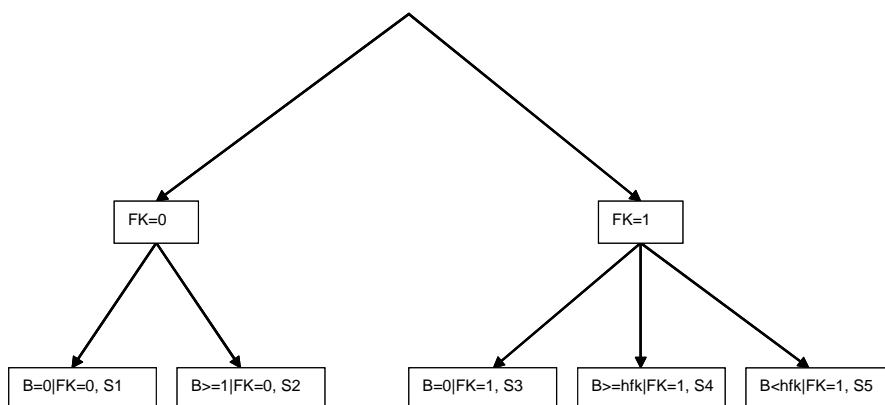 FK=0
FK=1
B=0|FK=0, S1
B>=1|FK=0, S2
B=0|FK=1, S3
B>=hfk|FK=1, S4
B<hfk|FK=1, S5